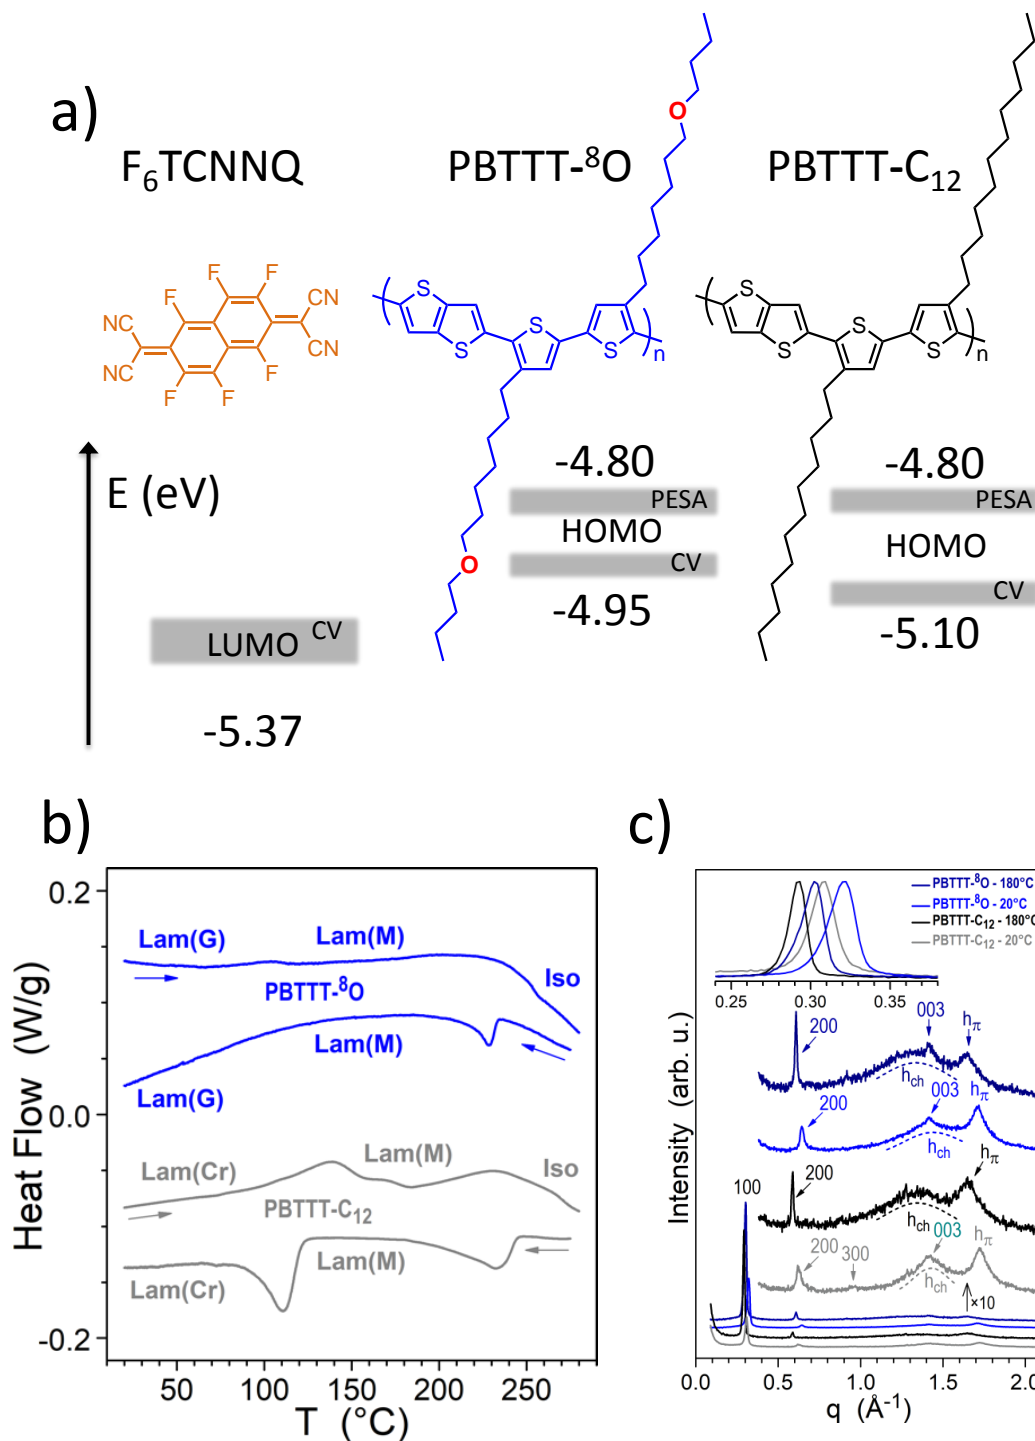 a)
F₆TCNNQ
PBTTT-⁸O
PBTTT-C₁₂
O
F F
NC F CN
NC CN
F F F
S S S S
n
S S S S
n
E (eV)
-4.80
PESA
HOMO
CV
-4.95
O
-4.80
PESA
HOMO
CV
-5.10
LUMO CV
-5.37
b)
Heat Flow (W/g)
0.2
0.0
-0.2
Lam(G) Lam(M)
Iso
PBTTT-⁸O
Lam(M)
Lam(G)
Lam(Cr) Lam(M) Iso
PBTTT-C₁₂
Lam(Cr) Lam(M)
50 100 150 200 250
T (°C)
c)
Intensity (arb. u.)
PBTTT-⁸O - 180°C
PBTTT-⁸O - 20°C
PBTTT-C₁₂ - 180°C
PBTTT-C₁₂ - 20°C
0.25 0.30 0.35
200 003 hπ
hch
200 003 hπ
hch
200 hπ
hch
100
200 300 003 hπ
hch
×10
0.0 0.5 1.0 1.5 2.0
q (Å⁻¹)